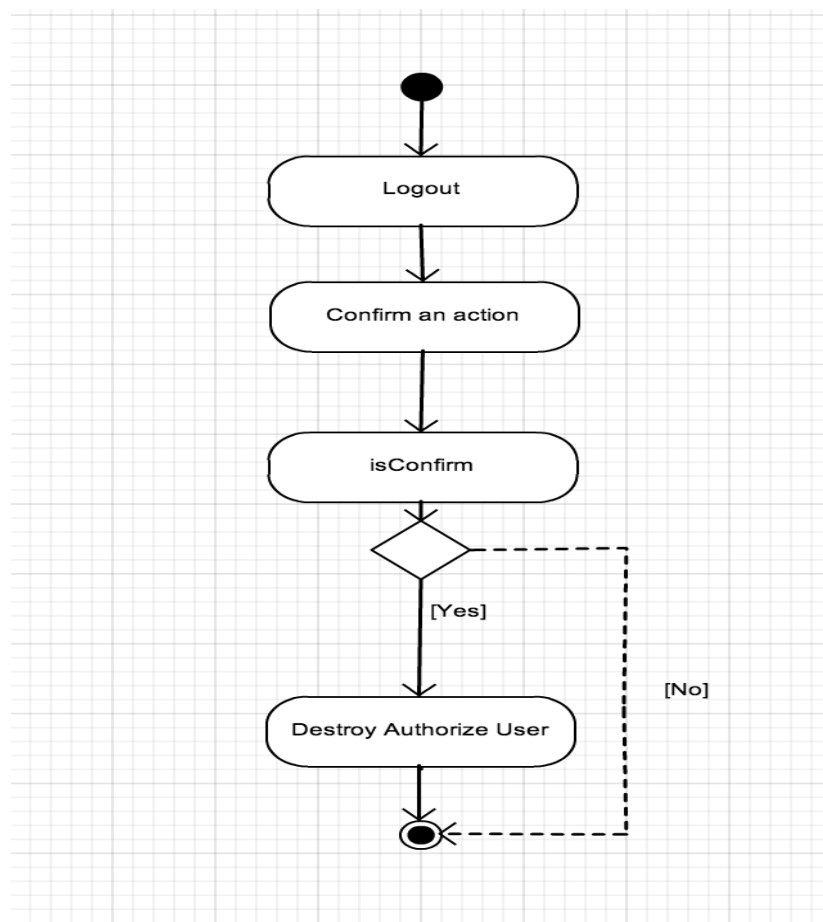 Logout
Confirm an action
isConfirm
[Yes]
[No]
Destroy Authorize User